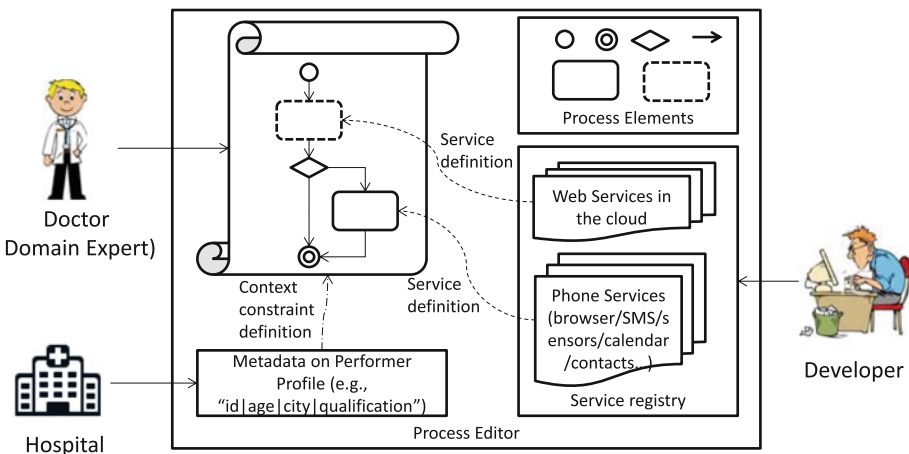 Process Elements
Service
definition
Web Services in
the cloud
Doctor
Domain Expert)
Context
constraint
definition
Service
definition
Phone Services
(browser/SMS/s
ensors/calendar
/contacts..)
Service registry
Developer
Metadata on Performer
Profile (e.g.,
“id|age|city|qualification”)
Process Editor
Hospital